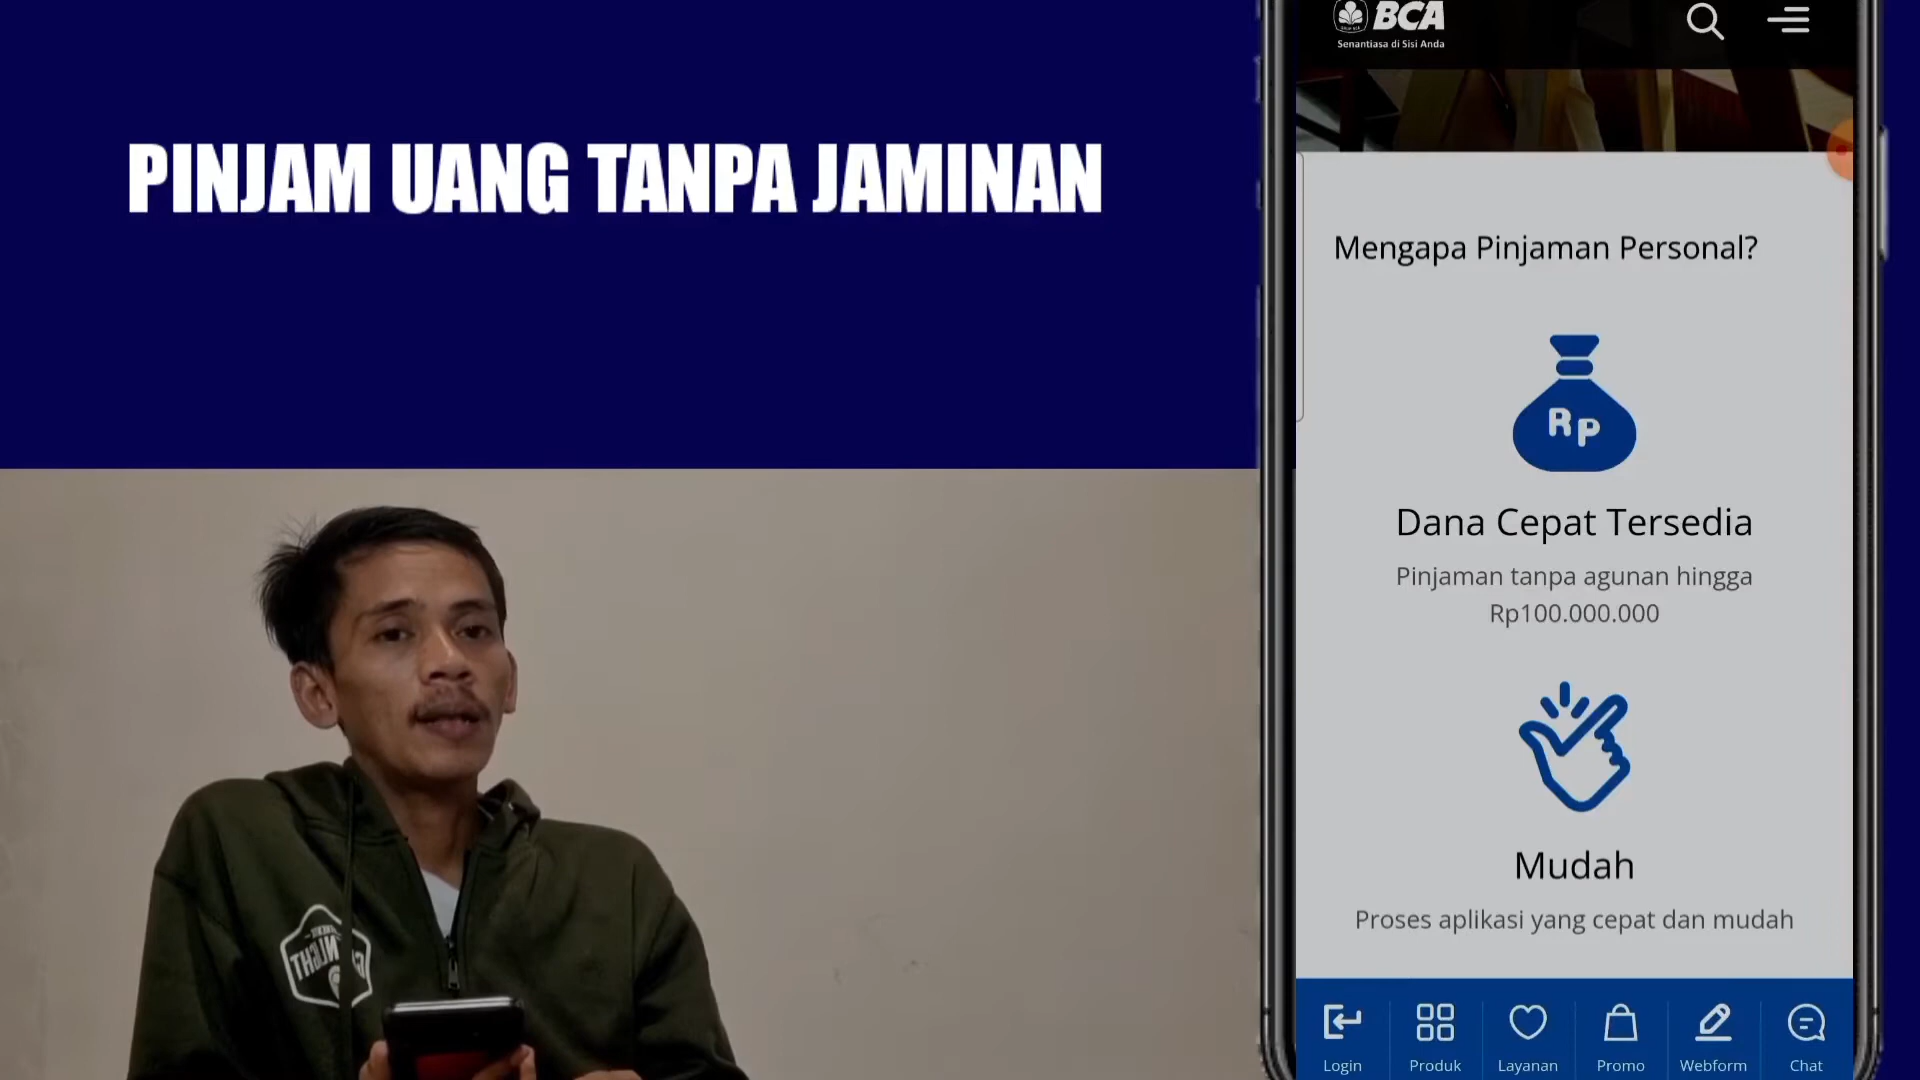 PINJAM UANG TANPA JAMINAN
BCA
Senantiasa di Sisi Anda
Mengapa Pinjaman Personal?
RP
Dana Cepat Tersedia
Pinjaman tanpa agunan hingga
Rp100.000.000
Mudah
Proses aplikasi yang cepat dan mudah
Login
Produk
Layanan
Promo
Webform
Chat